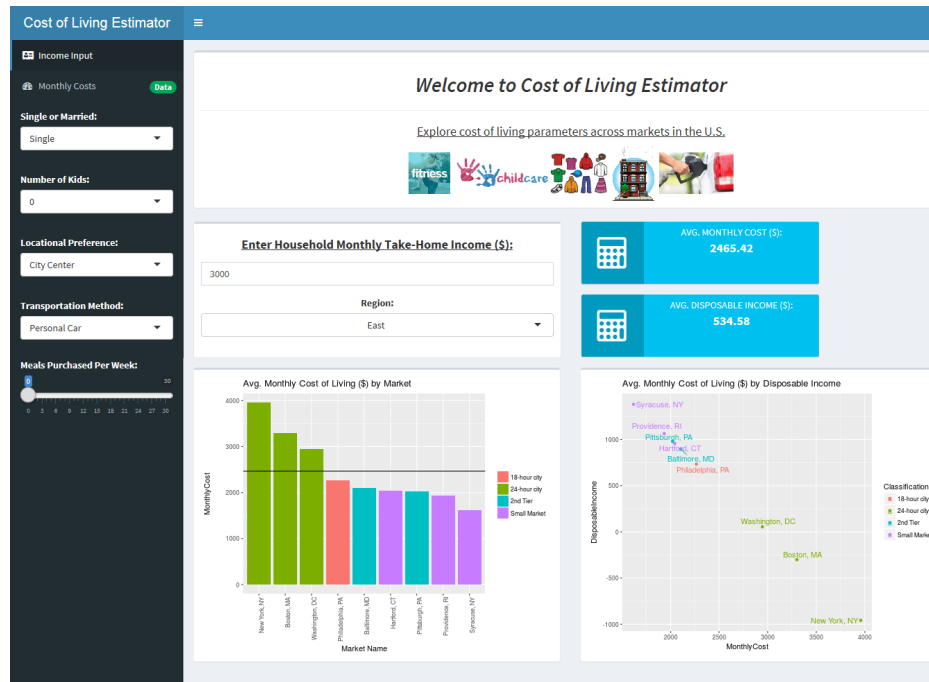 Cost of Living Estimator
Income Input
Monthly Costs
Data
Single or Married:
Single
Number of Kids:
0
Locational Preference:
City Center
Transportation Method:
Personal Car
Meals Purchased Per Week:
0
30
0 3 6 9 12 15 18 21 24 27 30
Welcome to Cost of Living Estimator
Explore cost of living parameters across markets in the U.S.
fitness
childcare
Enter Household Monthly Take-Home Income ($):
3000
Region:
East
AVG. MONTHLY COST ($):
2465.42
AVG. DISPOSABLE INCOME ($):
534.58
Avg. Monthly Cost of Living ($) by Market
4000
3000
2000
1000
0
MonthlyCost
New York, NY
Boston, MA
Washington, DC
Philadelphia, PA
Baltimore, MD
Hartford, CT
Pittsburgh, PA
Providence, RI
Syracuse, NY
Market Name
18-hour city
24-hour city
2nd Tier
Small Market
Avg. Monthly Cost of Living ($) by Disposable Income
1000
500
0
-500
-1000
DisposableIncome
Syracuse, NY
Providence, RI
Pittsburgh, PA
Hartford, CT
Baltimore, MD
Philadelphia, PA
Washington, DC
Boston, MA
New York, NY
2000 2500 3000 3500 4000
MonthlyCost
Classification
18-hour city
24-hour city
2nd Tier
Small Marke